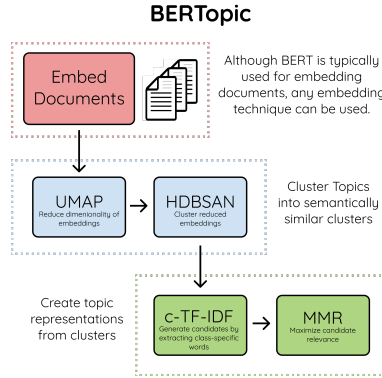 BERTopic
Embed
Documents
Although BERT is typically
used for embedding
documents, any embedding
technique can be used.
UMAP
Reduce dimenionality of
embeddings
HDBSAN
Cluster reduced
embeddings
Cluster Topics
into semantically
similar clusters
Create topic
representations
from clusters
c-TF-IDF
Generate candidates by
extracting class-specific
words
MMR
Maximize candidate
relevance